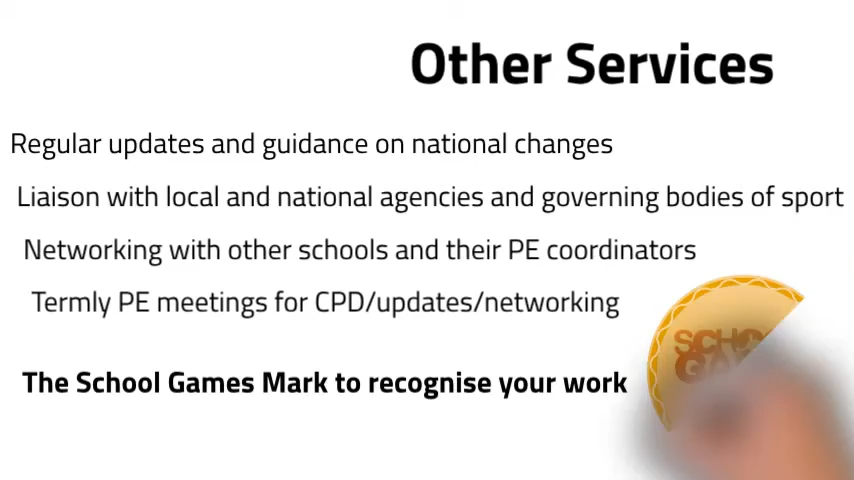 Other Services
Regular updates and guidance on national changes
Liaison with local and national agencies and governing bodies of sport
Networking with other schools and their PE coordinators
Termly PE meetings for CPD/updates/networking
The School Games Mark to recognise your work